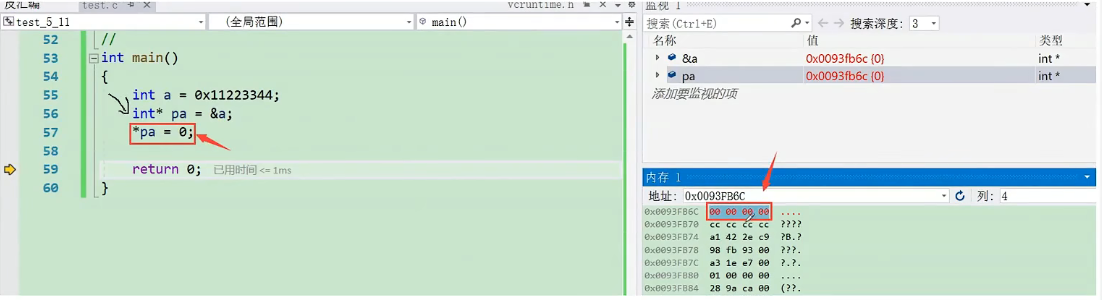 反汇编 test.c vcruntime.h
test_5_11 (全局范围) main()
52 //
53 int main()
54 {
55 int a = 0x11223344;
56 int* pa = &a;
57 *pa = 0;
58
59 return 0; 已用时间 <= 1ms
60 }
监视 1
搜索(Ctrl+E) 搜索深度: 3
名称 值 类型
&a 0x0093fb6c {0} int *
pa 0x0093fb6c {0} int *
添加要监视的项
内存 1
地址: 0x0093FB6C 列: 4
0x0093FB6C 00 00 00 00 ....
0x0093FB70 cc cc cc cc ????
0x0093FB74 a1 42 2e c9 ?B.?
0x0093FB78 98 fb 93 00 ???.
0x0093FB7C a3 1e e7 00 ?.?.
0x0093FB80 01 00 00 00 ....
0x0093FB84 28 9a ca 00 (??.